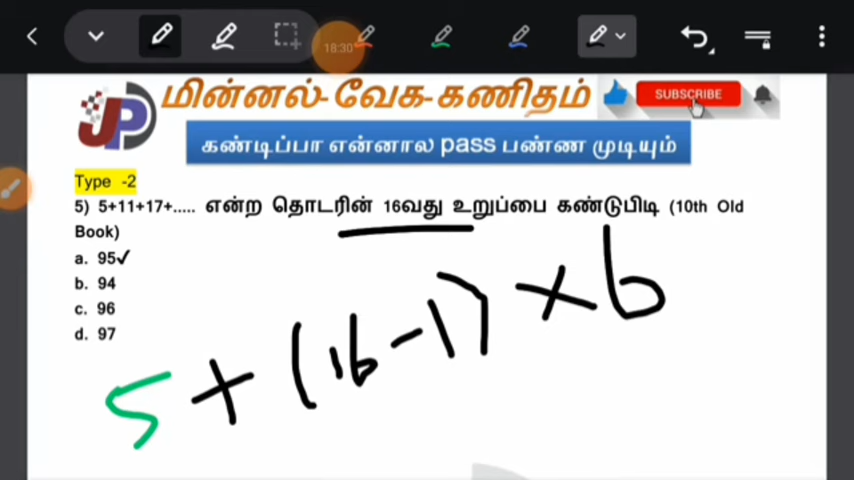 18:30
JP
மின்னல்-வேக-கணிதம்
SUBSCRIBE
கண்டிப்பா என்னால pass பண்ண முடியும்
Type -2
5) 5+11+17+..... என்ற தொடரின் 16வது உறுப்பை கண்டுபிடி (10th Old
Book)
a. 95✓
b. 94
c. 96
d. 97
5 + (16-1) × 6